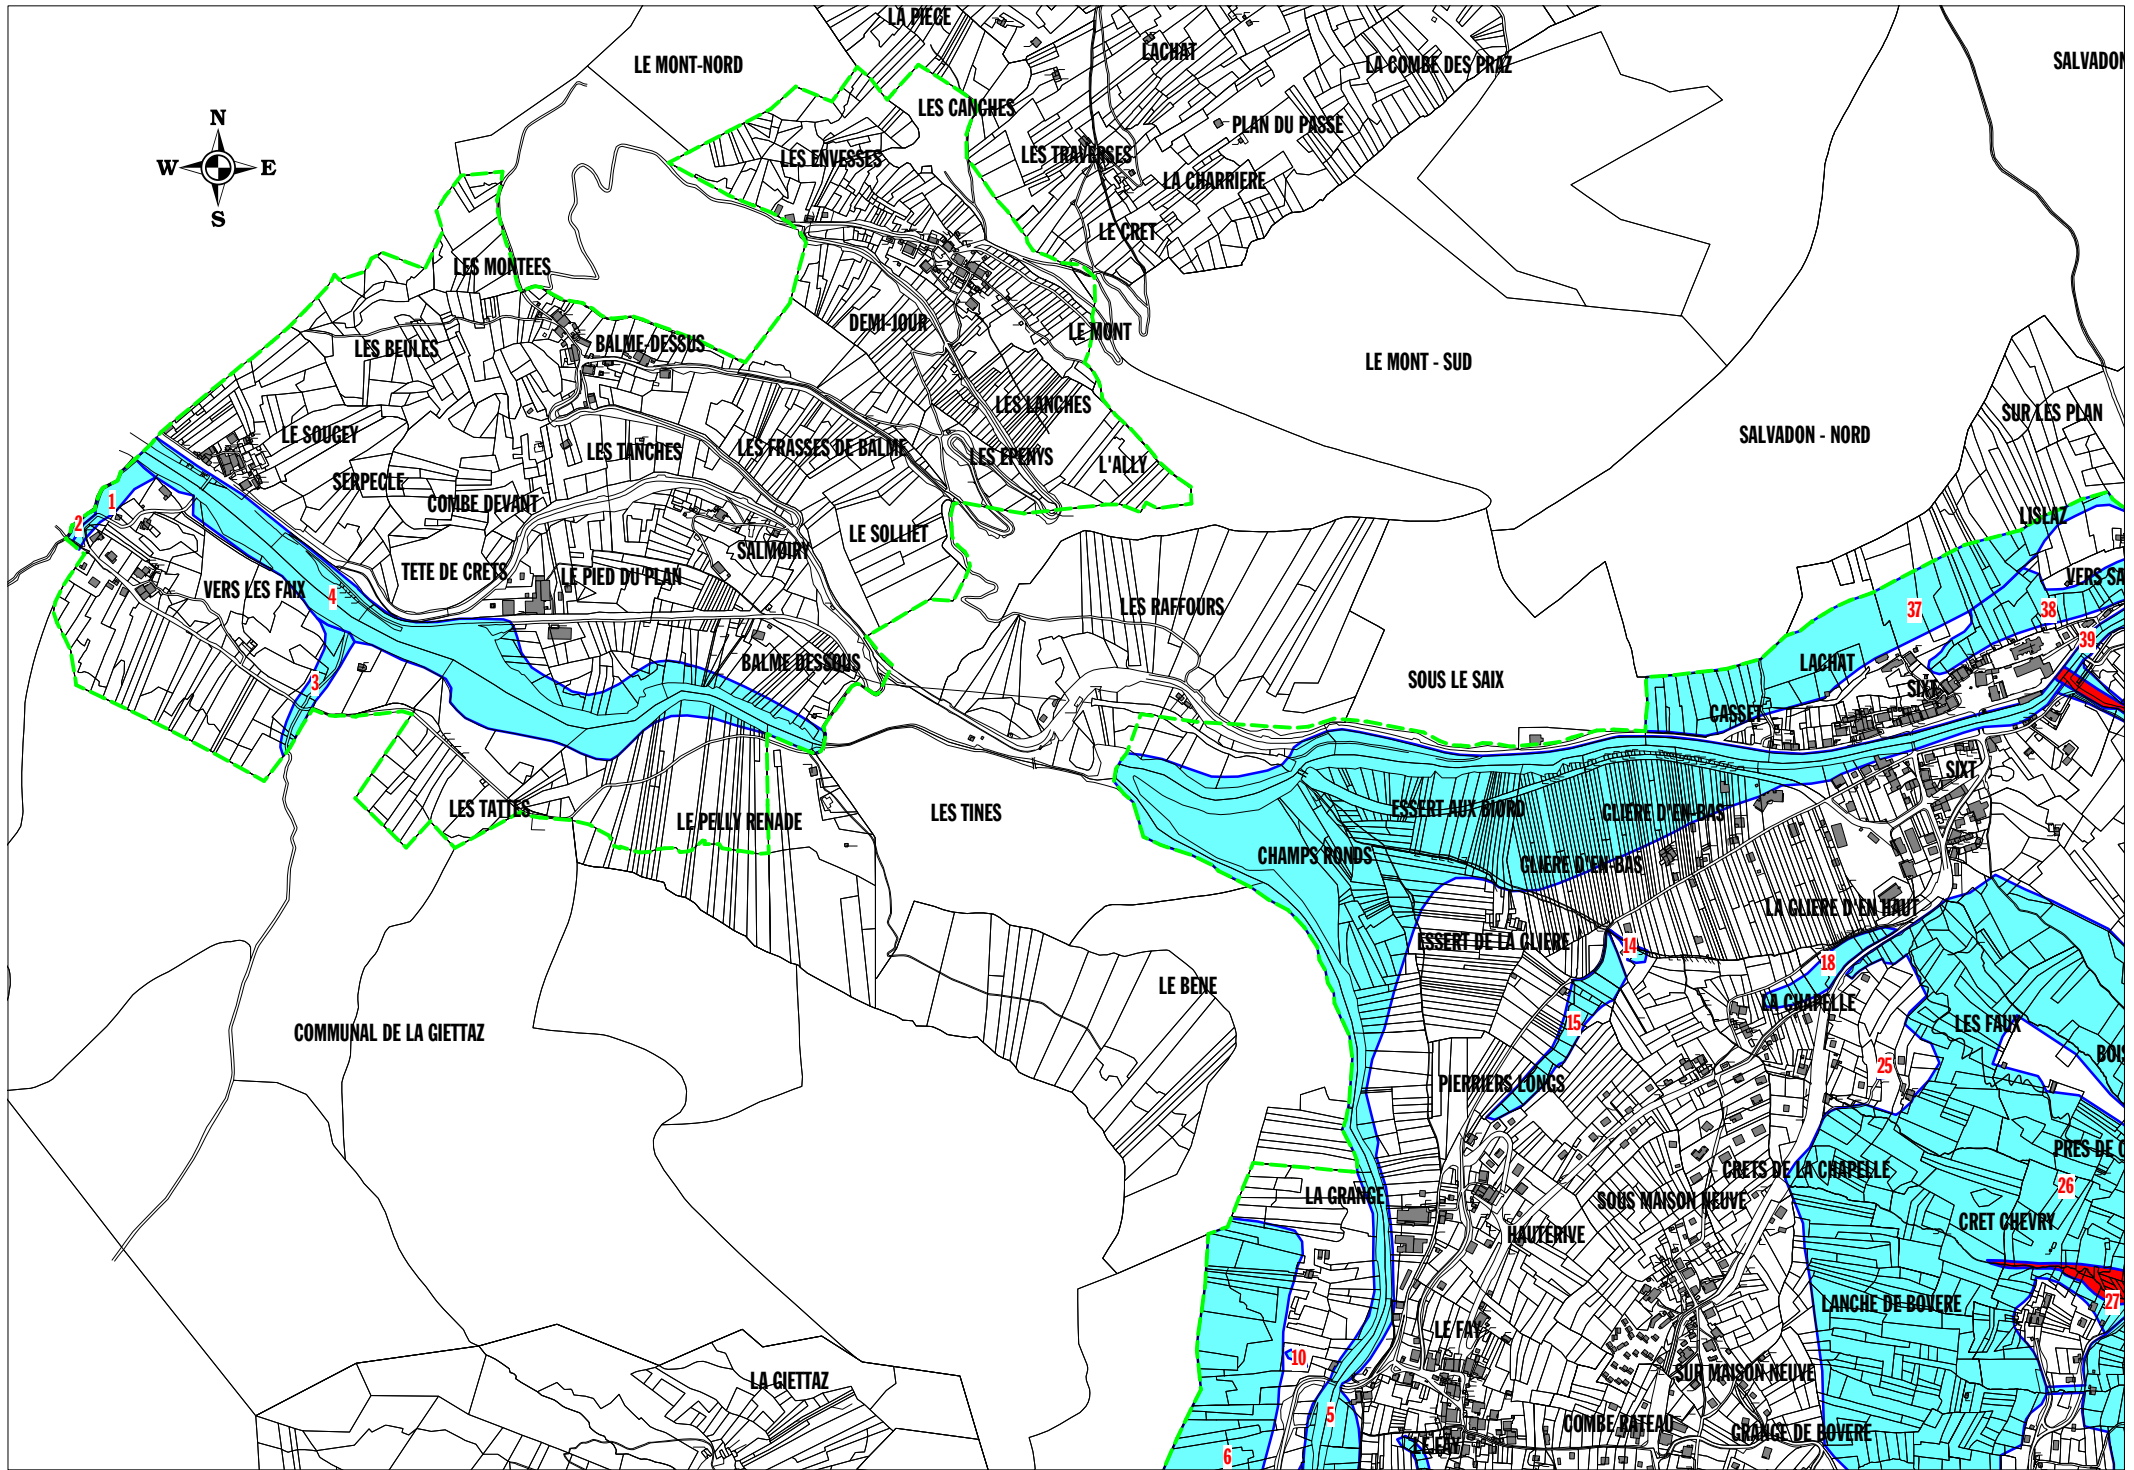 LA PIECE
LACHAT
LE MONT-NORD
LA COMBE DES PRAZ
SALVADON
LES CANCHES
N
W
E
S
PLAN DU PASSE
LES ENVESSES
LES TRAVERSES
LA CHARRIERE
LE CRET
LES MONTEES
DEMI-JOUR
LE MONT
BALME-DESSUS
LES BEULES
LE MONT - SUD
LES LANCHES
SUR LES PLAN
LE SOUGEY
SALVADON - NORD
LES TANCHES
LES FRASSES DE BALME
LES EPENYS
L'ALLY
SERPECLE
COMBE DEVANT
1
2
LISLAZ
LE SOLLIET
SALMOIRY
TETE DE CRETS
LE PIED DU PLAN
VERS SA
VERS LES FAIX
4
LES RAFFOURS
37
38
39
BALME DESSOUS
LACHAT
3
SOUS LE SAIX
SIXT
CASSET
SIXT
LES TATTES
LE PELLY RENADE
LES TINES
ESSERT AUX BIORD
GLIERE D'EN-BAS
CHAMPS RONDS
GLIERE D'EN-BAS
LA GLIERE D'EN HAUT
ESSERT DE LA GLIERE
14
18
LE BENE
LA CHAPELLE
15
LES FAUX
COMMUNAL DE LA GIETTAZ
BOIS
25
PIERRIERS LONGS
PRES DE C
CRETS DE LA CHAPELLE
26
LA GRANGE
SOUS MAISON NEUVE
CRET CHEVRY
HAUTERIVE
LANCHE DE BOVERE
27
LE FAY
10
SUR MAISON NEUVE
LA GIETTAZ
5
COMBE RATEAU
GRANGE DE BOVERE
LE FAY
6